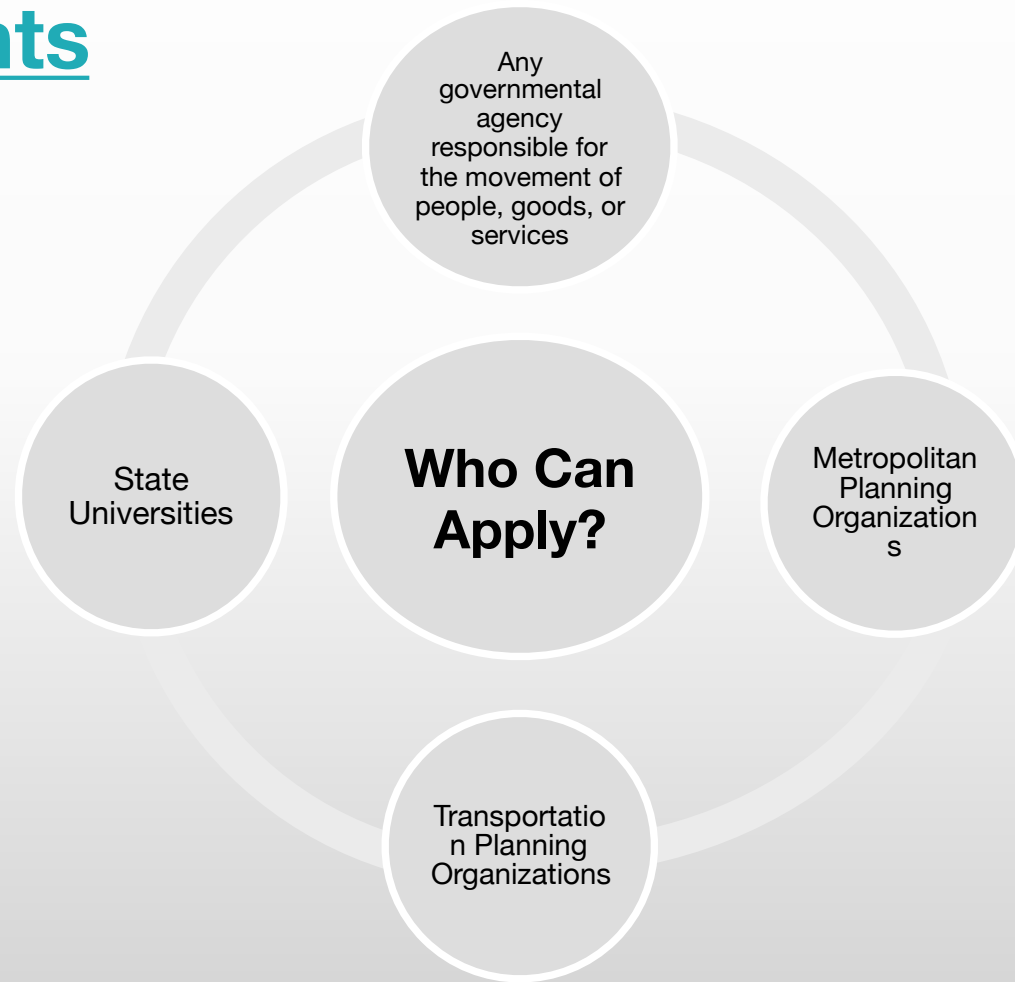 nts
Any
governmental
agency
responsible for
the movement of
people, goods, or
services
State
Universities
Who Can
Apply?
Metropolitan
Planning
Organization
s
Transportatio
n Planning
Organizations